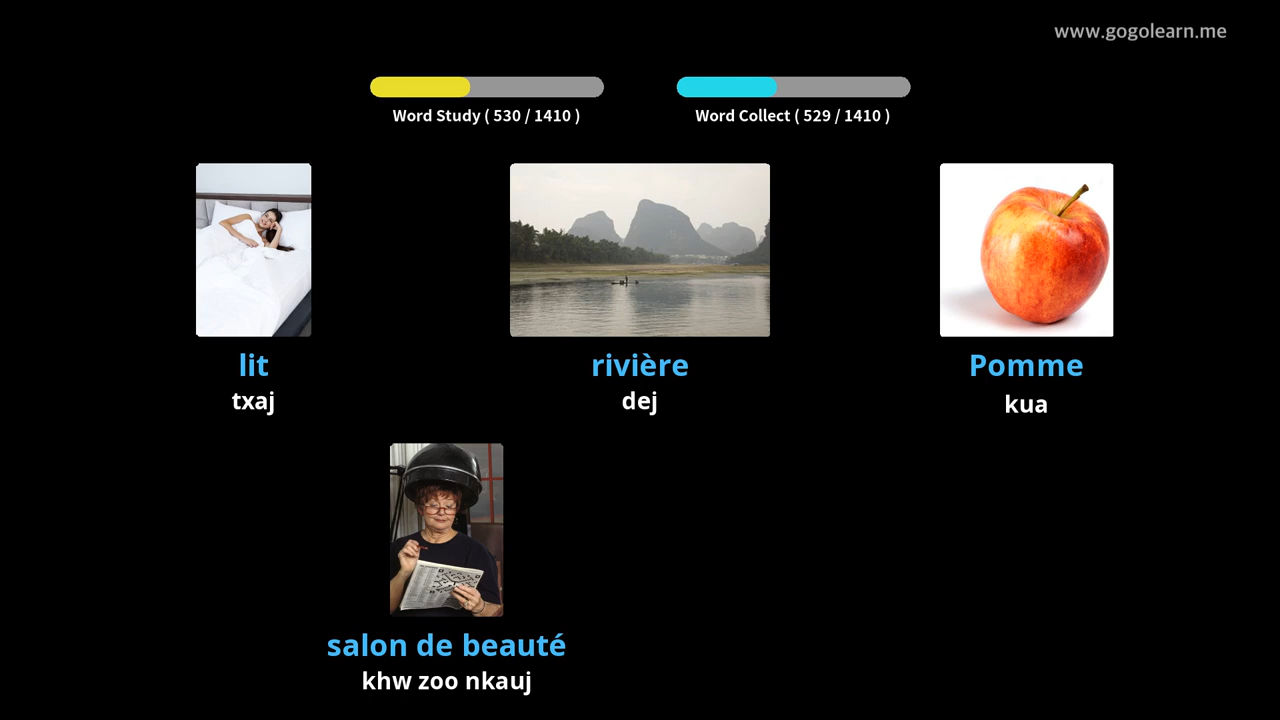 www.gogolearn.me
Word Study ( 530 / 1410 )
Word Collect ( 529 / 1410 )
lit
txaj
rivière
dej
Pomme
kua
salon de beauté
khw zoo nkauj